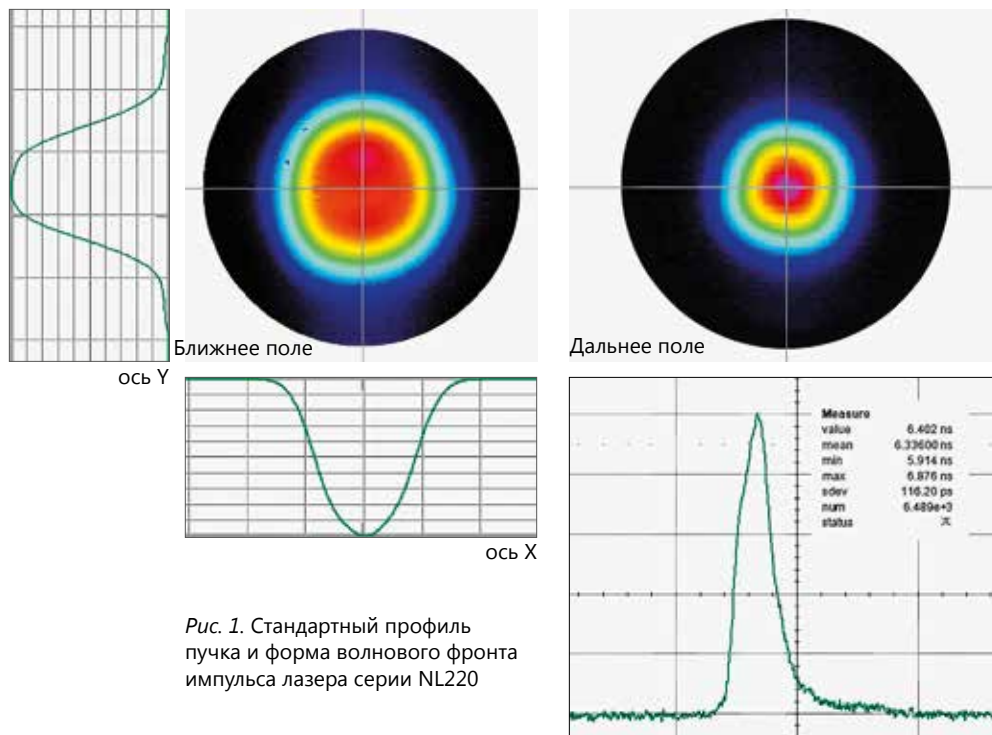 Ближнее поле
Дальнее поле
ось Y
ось X
Measure
value 6.402 ns
mean 6.33600 ns
min 5.914 ns
max 6.876 ns
sdev 116.20 ps
num 6.489e+3
status
Рис. 1. Стандартный профиль
пучка и форма волнового фронта
импульса лазера серии NL220